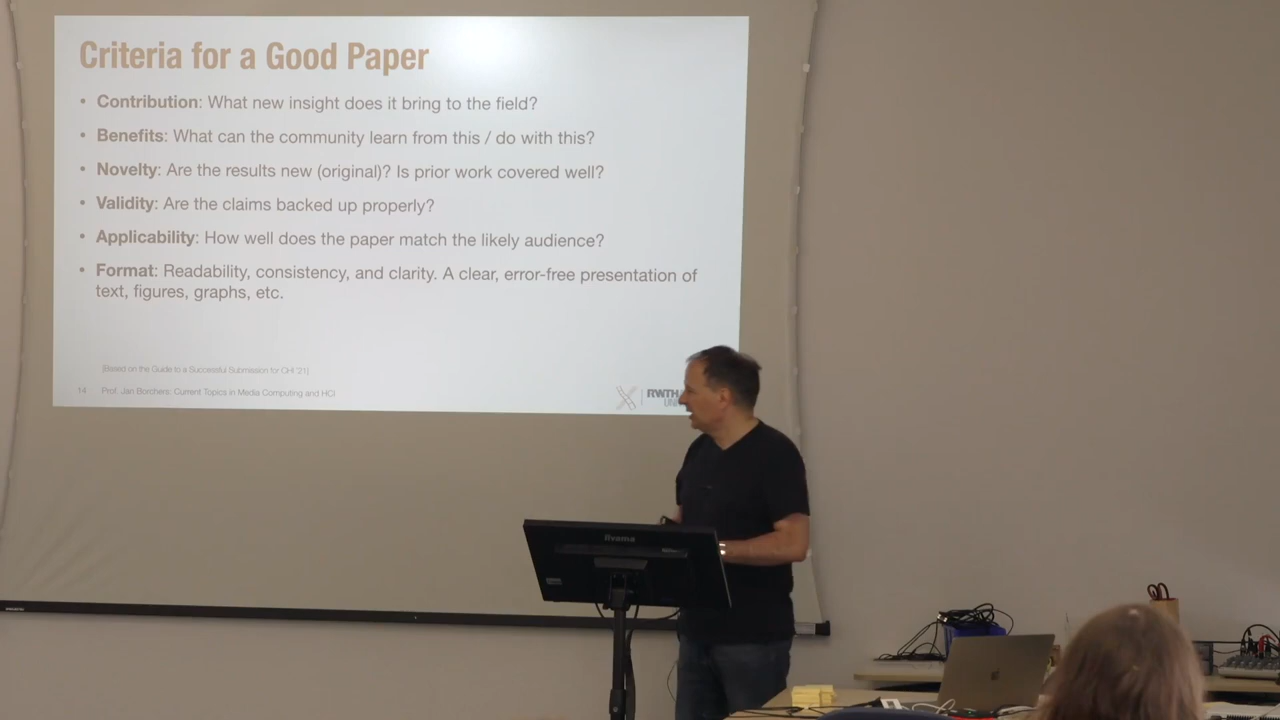 Criteria for a Good Paper
• Contribution: What new insight does it bring to the field?
• Benefits: What can the community learn from this / do with this?
• Novelty: Are the results new (original)? Is prior work covered well?
• Validity: Are the claims backed up properly?
• Applicability: How well does the paper match the likely audience?
• Format: Readability, consistency, and clarity. A clear, error-free presentation of
text, figures, graphs, etc.
[Based on the Guide to a Successful Submission for CHI '21]
14 Prof. Jan Borchers: Current Topics in Media Computing and HCI
RWTH
UNI
iiyama